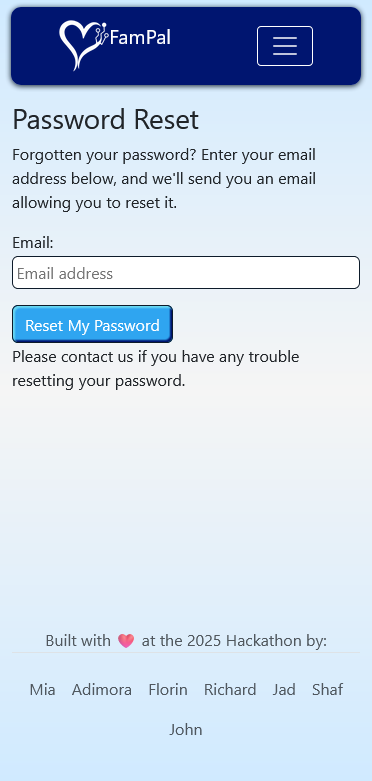 FamPal
Password Reset
Forgotten your password? Enter your email
address below, and we'll send you an email
allowing you to reset it.
Email:
Email address
Reset My Password
Please contact us if you have any trouble
resetting your password.
Built with 💗 at the 2025 Hackathon by:
Mia Adimora Florin Richard Jad Shaf
John